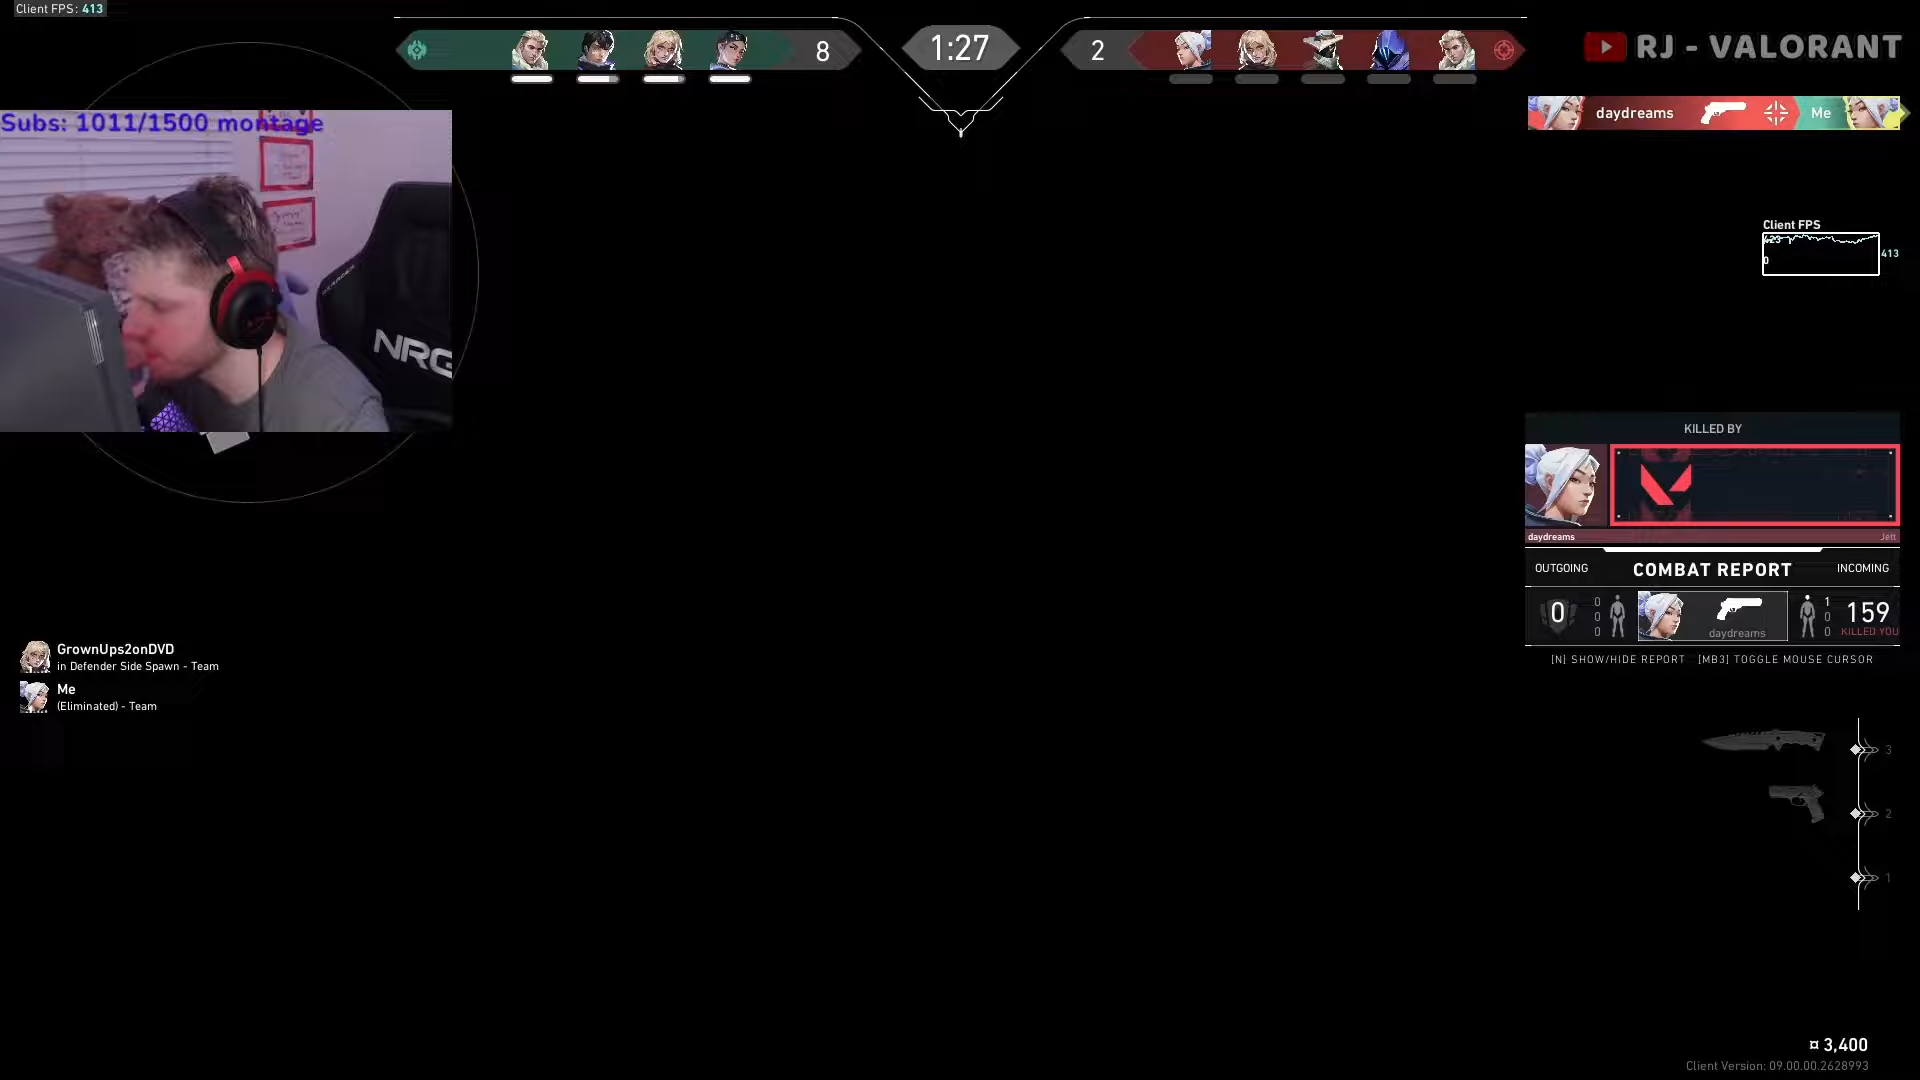 Client FPS: 413
8
1:27
2
RJ - VALORANT
Subs: 1011/1500 montage
daydreams
Me
Client FPS
423
413
0
NRG
KILLED BY
daydreams
Jett
OUTGOING
COMBAT REPORT
INCOMING
0
0
0
0
daydreams
1
0
0
159
KILLED YOU
[N] SHOW/HIDE REPORT [MB3] TOGGLE MOUSE CURSOR
GrownUps2onDVD
in Defender Side Spawn - Team
Me
(Eliminated) - Team
3
2
1
¤ 3,400
Client Version: 09.00.00.2628993